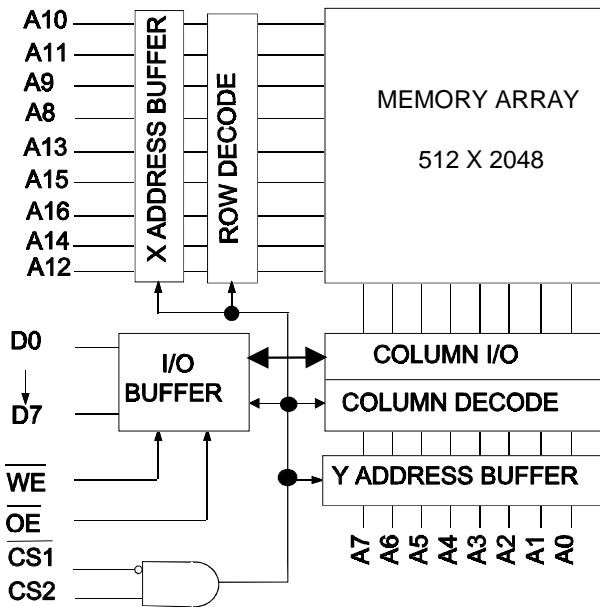 A10
A11
A9
A8
A13
A15
A16
A14
A12
X ADDRESS BUFFER
ROW DECODE
MEMORY ARRAY
512 X 2048
D0
D7
I/O
BUFFER
COLUMN I/O
COLUMN DECODE
Y ADDRESS BUFFER
WE
OE
CS1
CS2
A7
A6
A5
A4
A3
A2
A1
A0